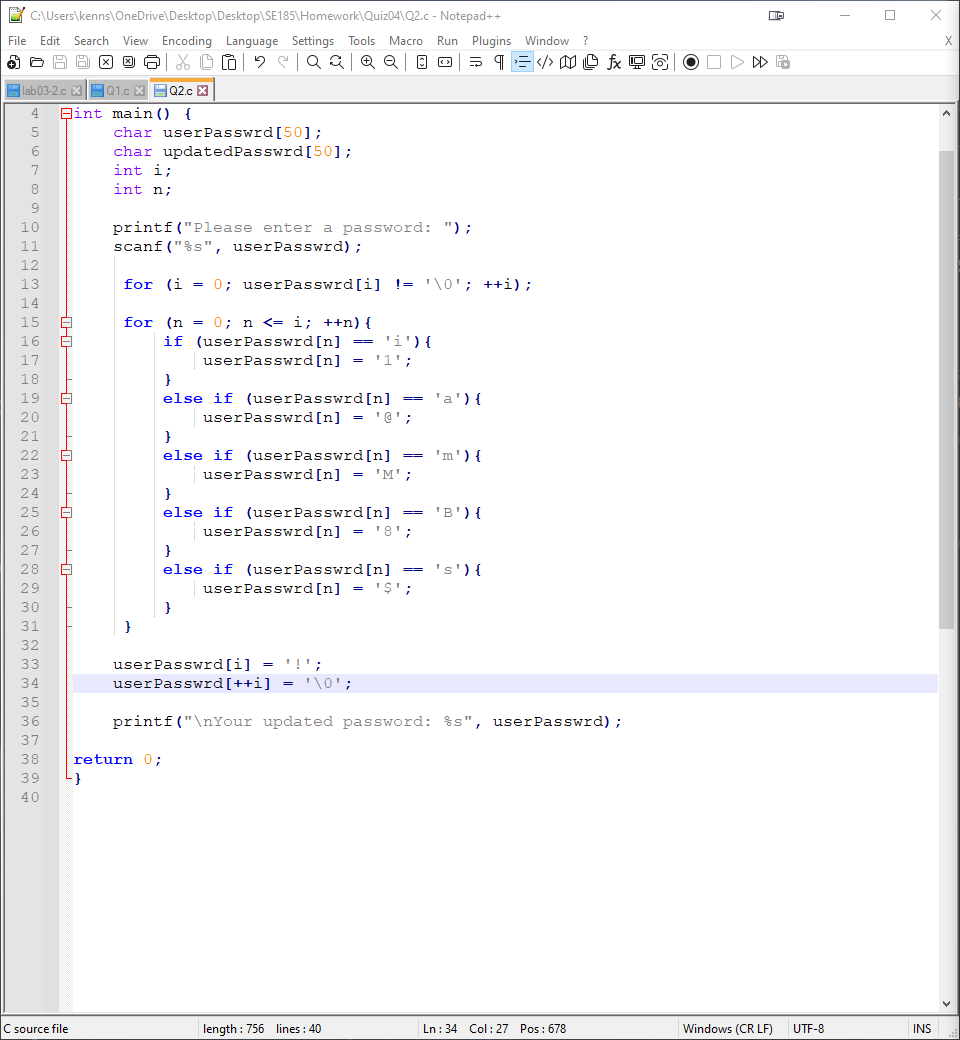 C:\Users\kenns\OneDrive\Desktop\Desktop\SE185\Homework\Quiz04\Q2.c - Notepad++
File Edit Search View Encoding Language Settings Tools Macro Run Plugins Window ? X
lab03-2.c Q1.c Q2.c
4 int main() {
5 char userPasswrd[50];
6 char updatedPasswrd[50];
7 int i;
8 int n;
9
10 printf("Please enter a password: ");
11 scanf("%s", userPasswrd);
12
13 for (i = 0; userPasswrd[i] != '\0'; ++i);
14
15 for (n = 0; n <= i; ++n){
16 if (userPasswrd[n] == 'i'){
17 userPasswrd[n] = '1';
18 }
19 else if (userPasswrd[n] == 'a'){
20 userPasswrd[n] = '@';
21 }
22 else if (userPasswrd[n] == 'm'){
23 userPasswrd[n] = 'M';
24 }
25 else if (userPasswrd[n] == 'B'){
26 userPasswrd[n] = '8';
27 }
28 else if (userPasswrd[n] == 's'){
29 userPasswrd[n] = '$';
30 }
31 }
32
33 userPasswrd[i] = '!';
34 userPasswrd[++i] = '\0';
35
36 printf("\nYour updated password: %s", userPasswrd);
37
38 return 0;
39 }
40
C source file length : 756 lines : 40 Ln : 34 Col : 27 Pos : 678 Windows (CR LF) UTF-8 INS